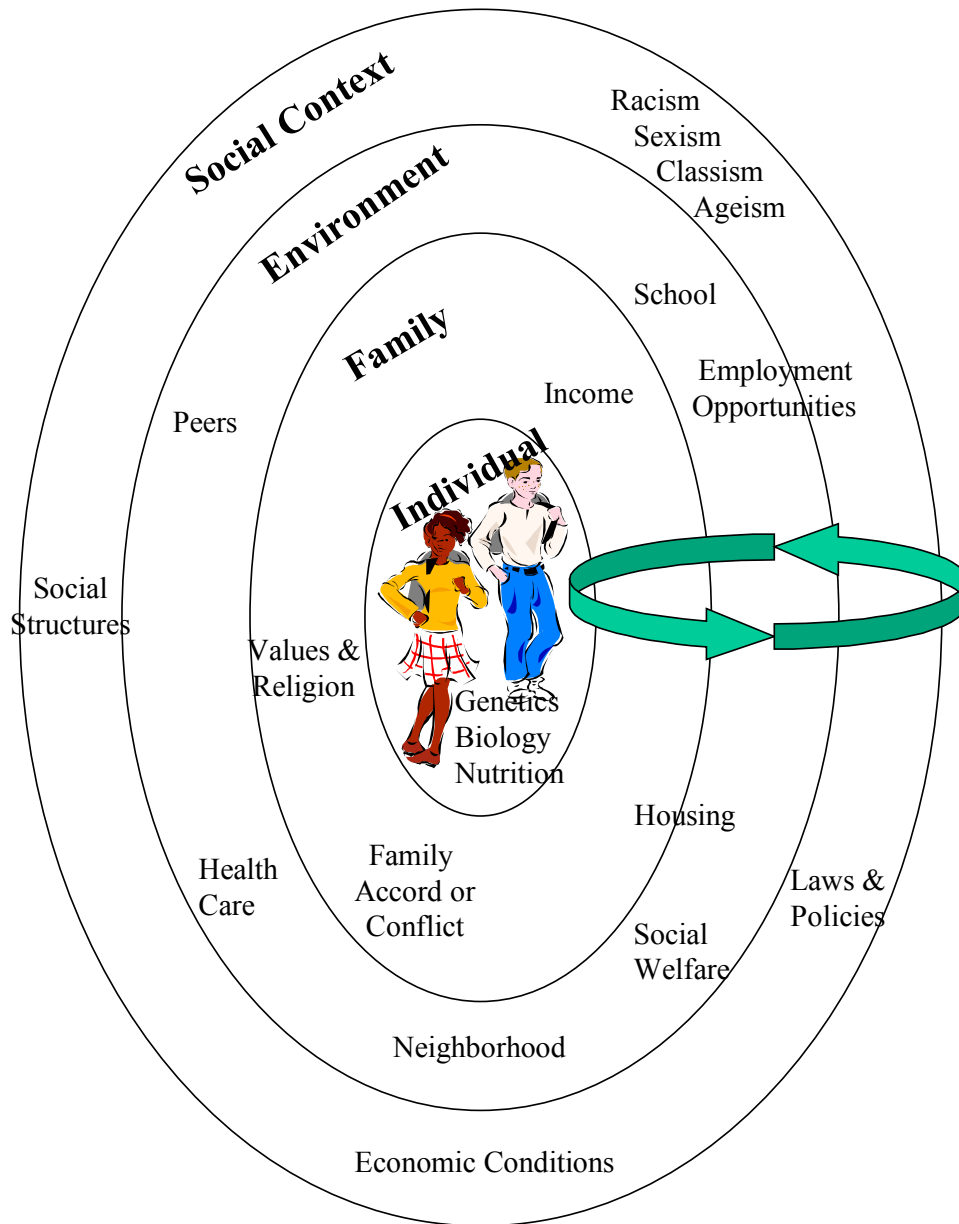 Social Context
Racism
Sexism
Classism
Ageism
Environment
School
Family
Employment
Opportunities
Income
Peers
Individual
Social
Structures
Values &
Religion
Genetics
Biology
Nutrition
Housing
Family
Accord or
Conflict
Health
Care
Laws &
Policies
Social
Welfare
Neighborhood
Economic Conditions